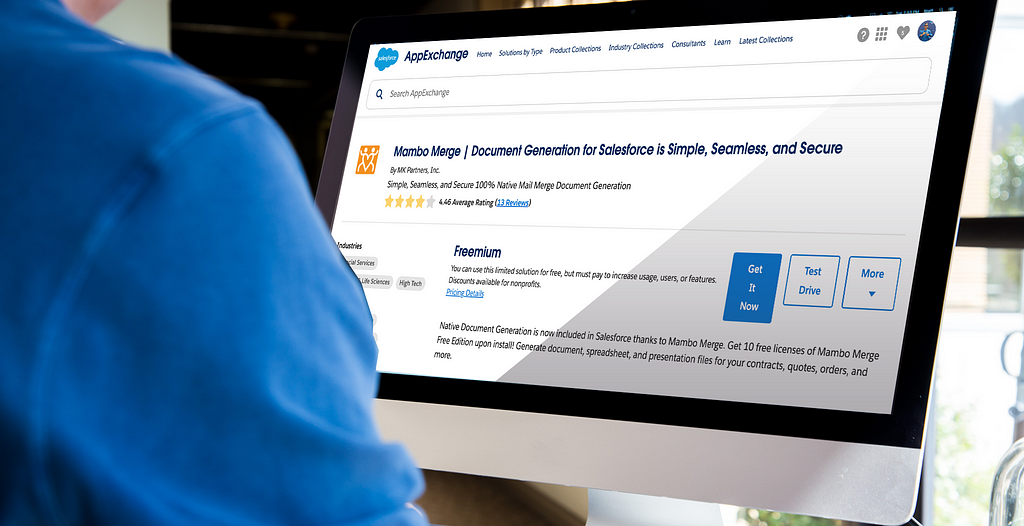 salesforce
AppExchange
Home Solutions by Type Product Collections Industry Collections Consultants Learn Latest Collections
?
Search AppExchange
Mambo Merge | Document Generation for Salesforce is Simple, Seamless, and Secure
By MK Partners, Inc.
Simple, Seamless, and Secure 100% Native Mail Merge Document Generation
4.46 Average Rating (13 Reviews)
Industries
Services
Life Sciences
High Tech
Freemium
You can use this limited solution for free, but must pay to increase usage, users, or features.
Discounts available for nonprofits.
Pricing Details
Get
It
Now
Test
Drive
More
Native Document Generation is now included in Salesforce thanks to Mambo Merge. Get 10 free licenses of Mambo Merge
Free Edition upon install! Generate document, spreadsheet, and presentation files for your contracts, quotes, orders, and
more.